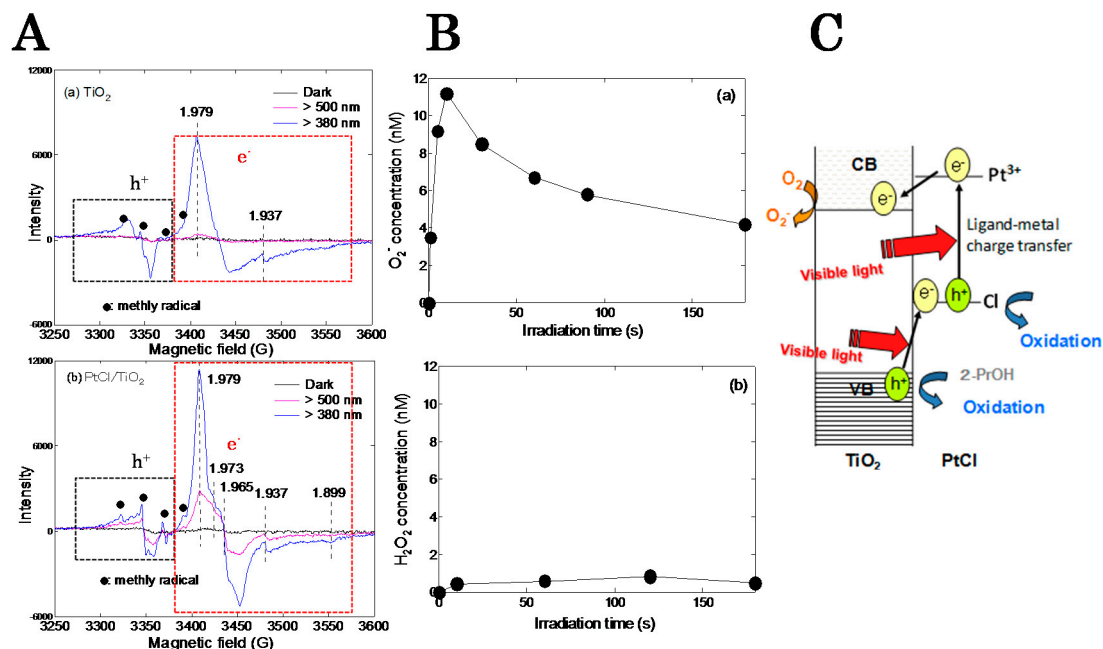 A
12000
6000
0
-6000
Intensity
(a) TiO2
Dark
> 500 nm
> 380 nm
1.979
e-
h+
1.937
●: methly radical
3250 3300 3350 3400 3450 3500 3550 3600
Magnetic field (G)
12000
6000
0
-6000
Intensity
(b) PtCl/TiO2
Dark
> 500 nm
> 380 nm
1.979
e-
h+
1.973
1.965
1.937
1.899
●: methly radical
3250 3300 3350 3400 3450 3500 3550 3600
Magnetic field (G)
B
12
10
8
6
4
2
0
O2- concentration (nM)
(a)
0 50 100 150
Irradiation time (s)
12
10
8
6
4
2
0
H2O2 concentration (nM)
(b)
0 50 100 150
Irradiation time (s)
C
CB
e-
Pt3+
O2
e-
O2-
Ligand-metal
charge transfer
Visible light
e-
h+
Cl
Oxidation
Visible light
VB
h+
2-PrOH
Oxidation
TiO2
PtCl